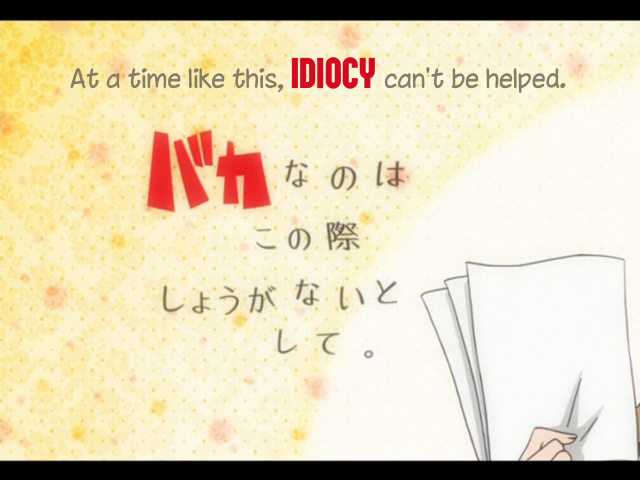 At a time like this, IDIOCY can't be helped.
バカなのは
この際
しょうがないと
して。